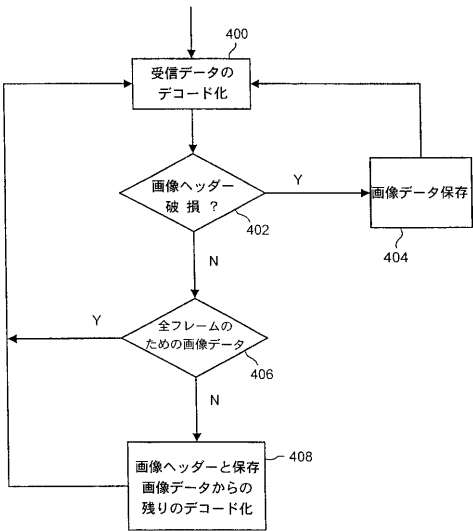 400
受信データの
デコード化
画像ヘッダー
破 損 ?
Y
402
画像データ保存
404
N
全フレームの
ための画像データ
Y
406
N
画像ヘッダーと保存
画像データからの
残りのデコード化
408